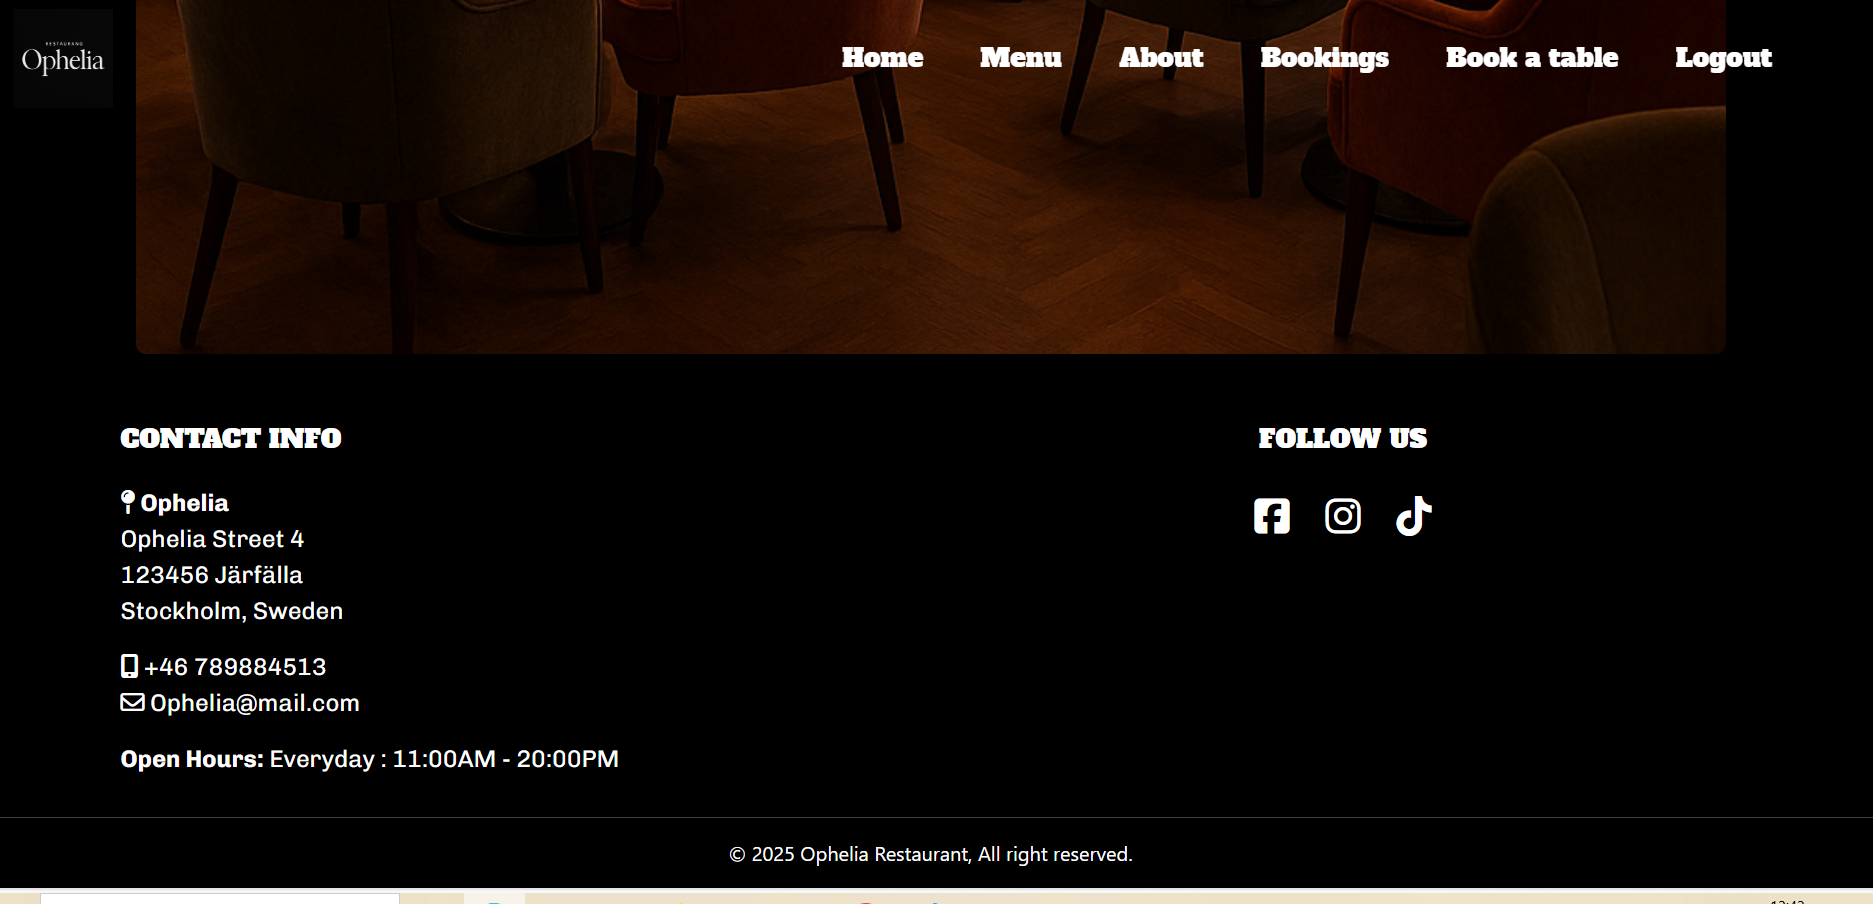 RESTAURANG
Ophelia
Home Menu About Bookings Book a table Logout
CONTACT INFO
Ophelia
Ophelia Street 4
123456 Järfälla
Stockholm, Sweden
+46 789884513
Ophelia@mail.com
Open Hours: Everyday : 11:00AM - 20:00PM
FOLLOW US
© 2025 Ophelia Restaurant, All right reserved.